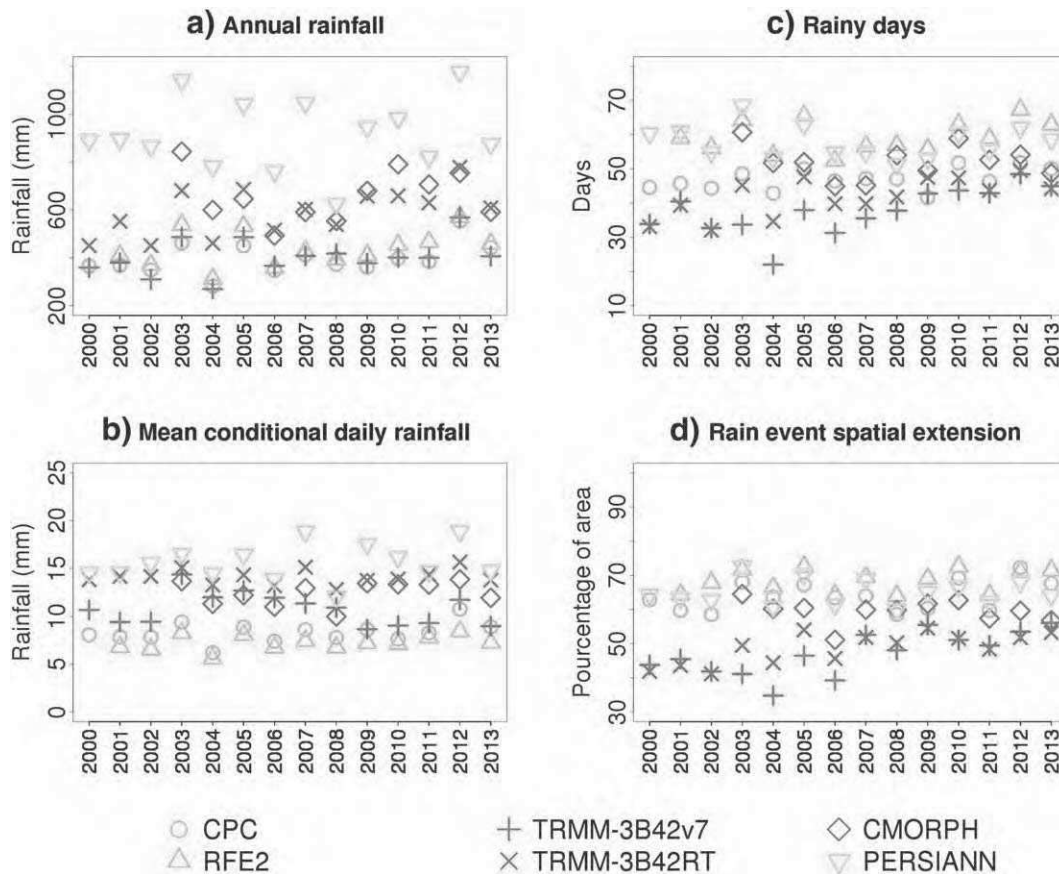 a) Annual rainfall
Rainfall (mm)
1000
600
200
2000 2001 2002 2003 2004 2005 2006 2007 2008 2009 2010 2011 2012 2013
c) Rainy days
Days
70
50
30
10
2000 2001 2002 2003 2004 2005 2006 2007 2008 2009 2010 2011 2012 2013
b) Mean conditional daily rainfall
Rainfall (mm)
25
20
15
10
5
0
2000 2001 2002 2003 2004 2005 2006 2007 2008 2009 2010 2011 2012 2013
d) Rain event spatial extension
Pourcentage of area
90
70
50
30
2000 2001 2002 2003 2004 2005 2006 2007 2008 2009 2010 2011 2012 2013
CPC TRMM-3B42v7 CMORPH
RFE2 TRMM-3B42RT PERSIANN